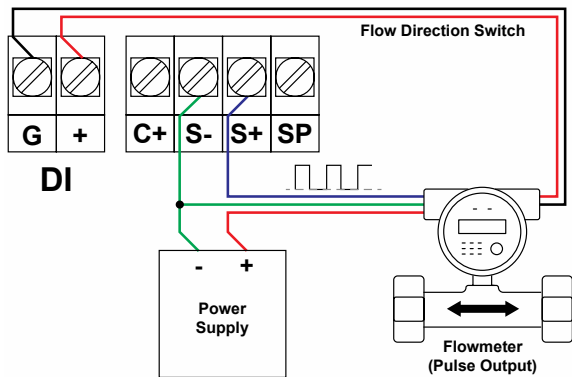 Flow Direction Switch
G +
C+ S- S+ SP
DI
- +
Power
Supply
Flowmeter
(Pulse Output)